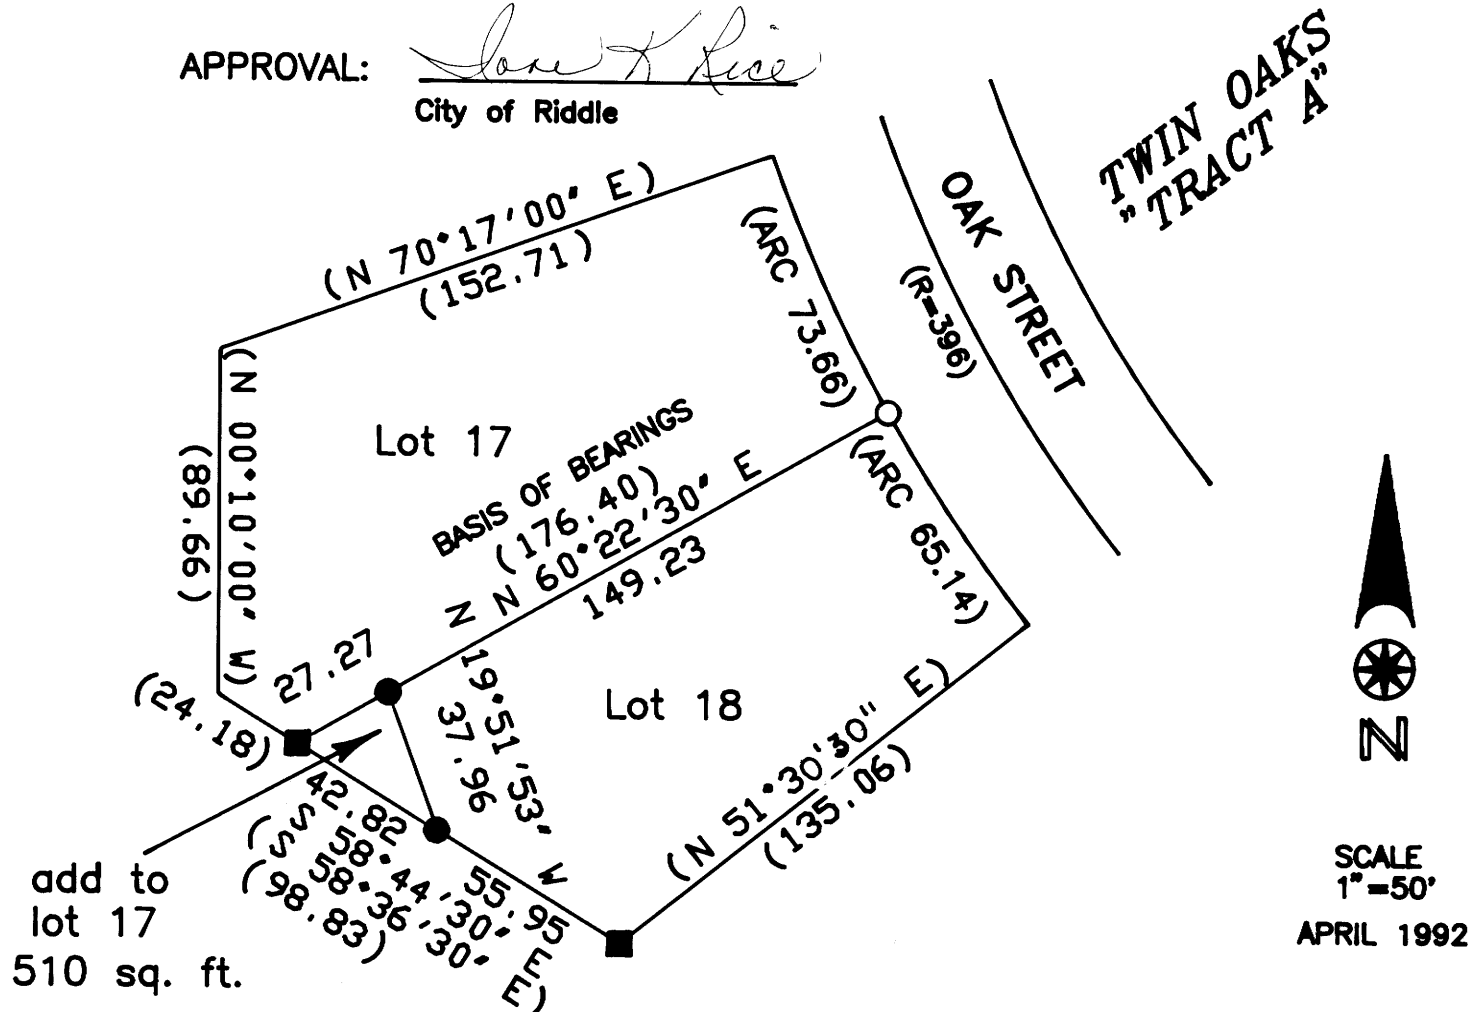 APPROVAL: Ione K Rice
City of Riddle
TWIN OAKS
"TRACT A"
OAK STREET
(R=396)
(N 70°17'00" E)
(152.71)
(ARC 73.66)
(N 00°10'00" W)
(89.66)
Lot 17
BASIS OF BEARINGS
(176.40)
N 60°22'30" E
149.23
(ARC 65.14)
27.27
(24.18)
N 19°51'53" W
37.96
Lot 18
(N 51°30'30" E)
(135.06)
42.82
55.95
S 58°44'30" E
(S 58°36'30" E)
(98.83)
add to
lot 17
510 sq. ft.
N
SCALE
1"=50'
APRIL 1992